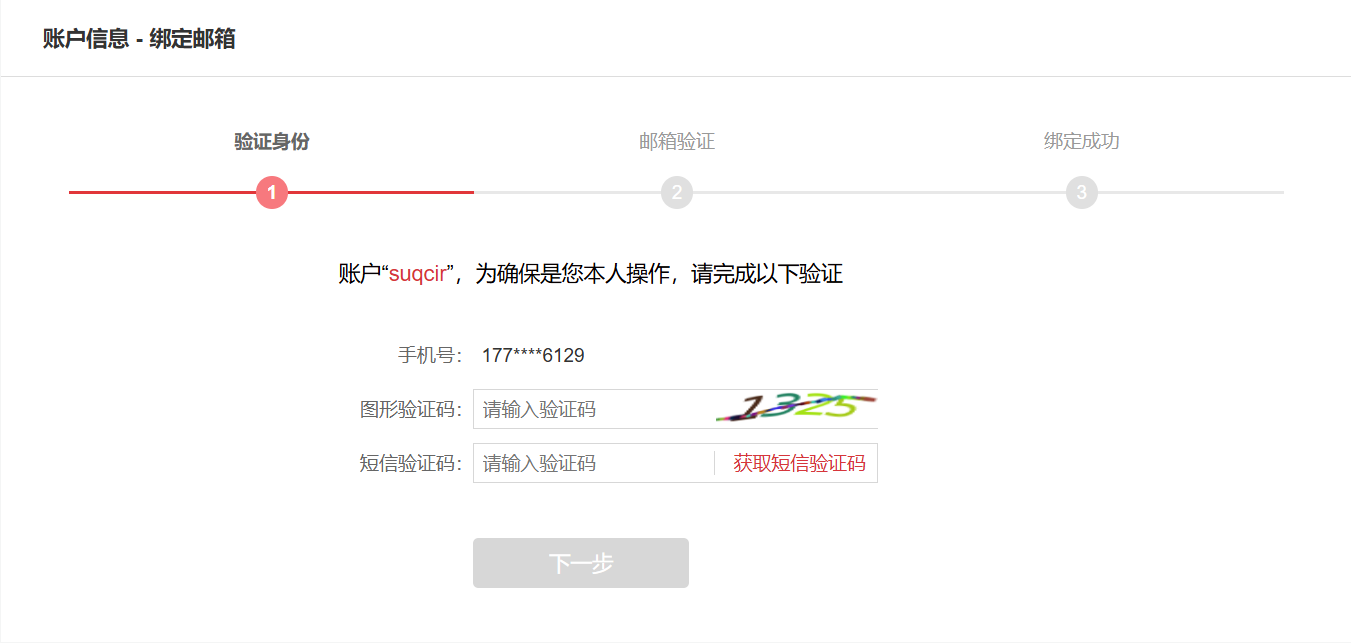 账户信息 - 绑定邮箱
验证身份 邮箱验证 绑定成功
1 2 3
账户“suqcir”，为确保是您本人操作，请完成以下验证
手机号： 177****6129
图形验证码： 请输入验证码 1325
短信验证码： 请输入验证码 获取短信验证码
下一步